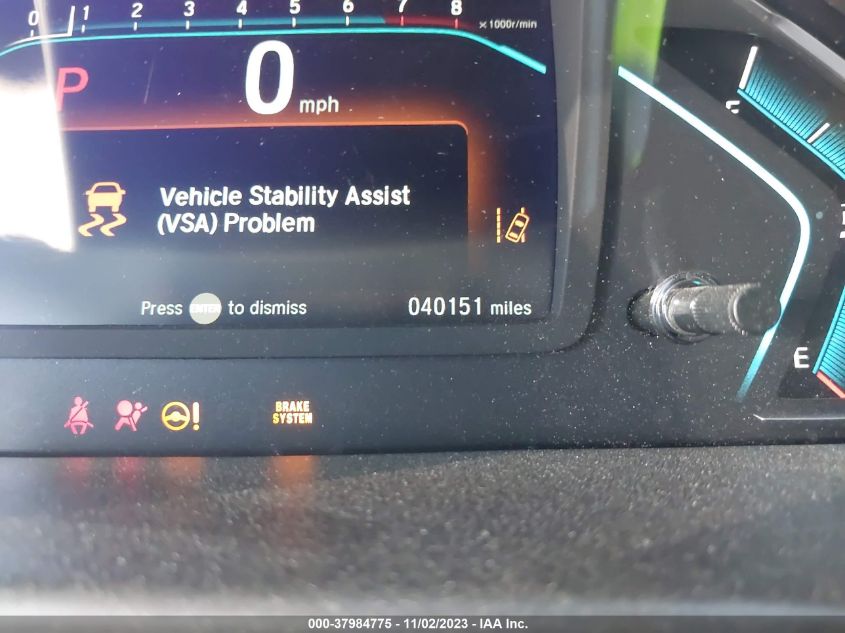 0 1 2 3 4 5 6 7 8 x1000r/min
P 0 mph
Vehicle Stability Assist
(VSA) Problem
Press ENTER to dismiss
040151 miles
E
BRAKE
SYSTEM
000-37984775 - 11/02/2023 - IAA Inc.